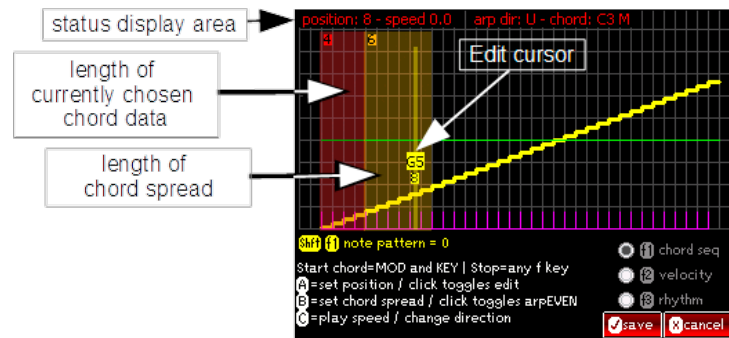 status display area
position: 8 - speed 0.0 arp dir: U - chord: C3 M
4 6
Edit cursor
length of
currently chosen
chord data
length of
chord spread
G5
8
Shft f1 note pattern = 0
Start chord=MOD and KEY | Stop=any f key
A=set position / click toggles edit
B=set chord spread / click toggles arpEVEN
C=play speed / change direction
f1 chord seq
f2 velocity
f3 rhythm
save cancel